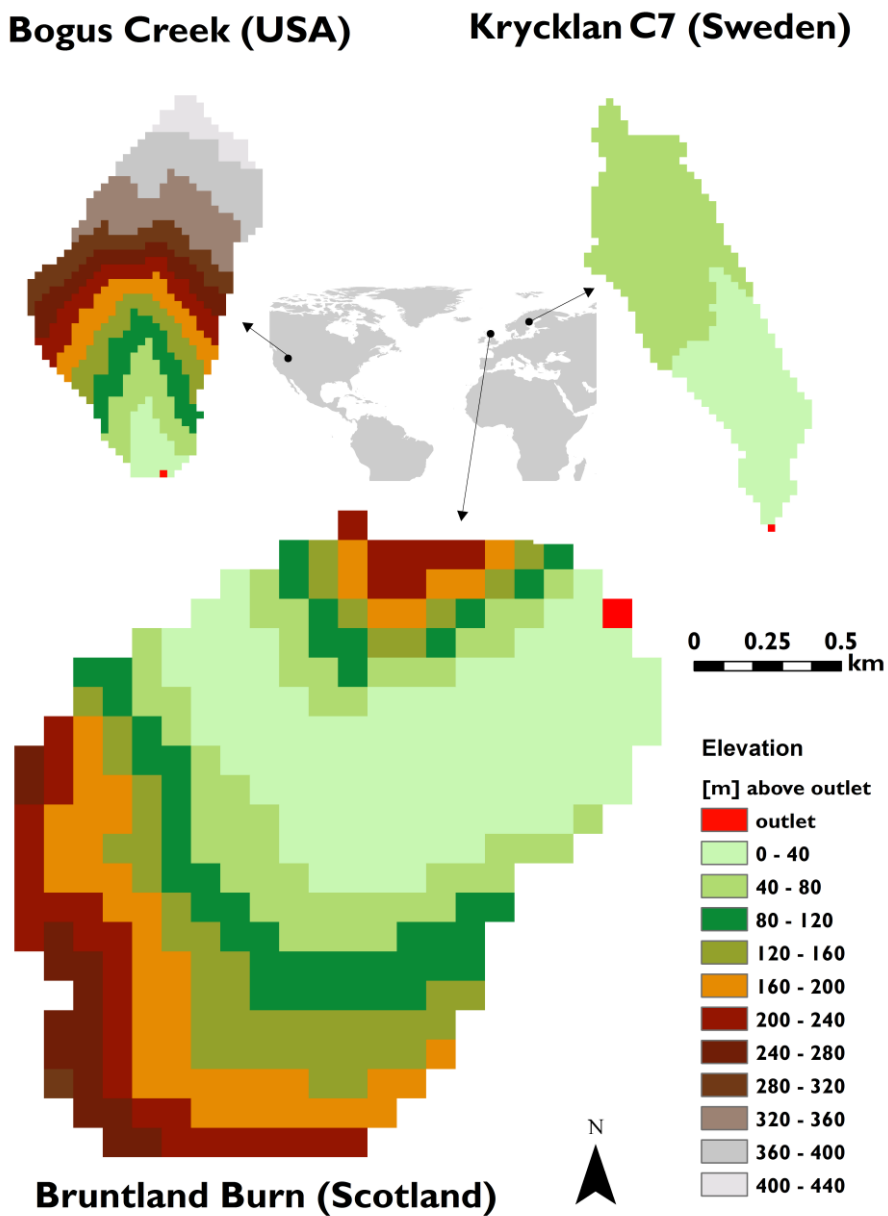 Bogus Creek (USA)
Krycklan C7 (Sweden)
0 0.25 0.5
km
Elevation
[m] above outlet
outlet
0 - 40
40 - 80
80 - 120
120 - 160
160 - 200
200 - 240
240 - 280
280 - 320
320 - 360
360 - 400
400 - 440
N
Bruntland Burn (Scotland)